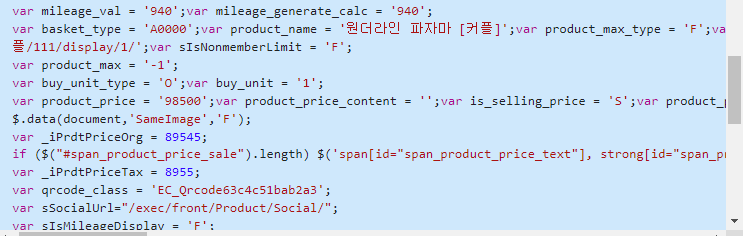 var mileage_val = '940';var mileage_generate_calc = '940';
var basket_type = 'A0000';var product_name = '원더라인 파자마 [커플]';var product_max_type = 'F';va
플/111/display/1/';var sIsNonmemberLimit = 'F';
var product_max = '-1';
var buy_unit_type = 'O';var buy_unit = '1';
var product_price = '98500';var product_price_content = '';var is_selling_price = 'S';var product_p
$.data(document,'SameImage','F');
var _iPrdtPriceOrg = 89545;
if ($("#span_product_price_sale").length) $('span[id="span_product_price_text"], strong[id="span_pr
var _iPrdtPriceTax = 8955;
var qrcode_class = 'EC_Qrcode63c4c51bab2a3';
var sSocialUrl="/exec/front/Product/Social/";
var sIsMileageDisplay = 'F';